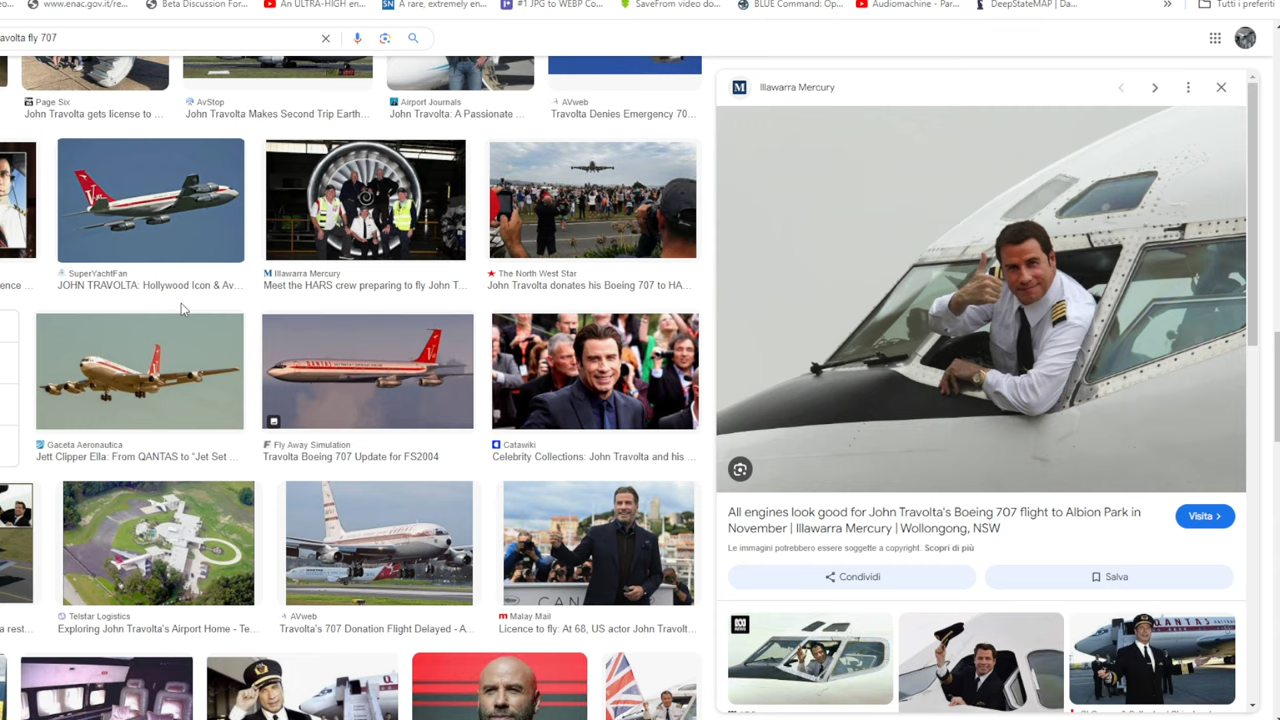 www.enac.gov.it/re...
Beta Discussion For...
An ULTRA-HIGH en...
A rare, extremely en...
#1 JPG to WEBP Co...
SaveFrom video do...
BLUE Command: Op...
Audiomachine - Par...
DeepStateMAP | Da...
Tutti i preferiti
avolta fly 707
Page Six
John Travolta gets license to ...
AvStop
John Travolta Makes Second Trip Earth...
Airport Journals
John Travolta: A Passionate ...
AVweb
Travolta Denies Emergency 70...
ence ...
SuperYachtFan
JOHN TRAVOLTA: Hollywood Icon & Av...
Illawarra Mercury
Meet the HARS crew preparing to fly John T...
The North West Star
John Travolta donates his Boeing 707 to HA...
Gaceta Aeronautica
Jett Clipper Ella: From QANTAS to "Jet Set ...
QANTAS
Fly Away Simulation
Travolta Boeing 707 Update for FS2004
Catawiki
Celebrity Collections: John Travolta and his ...
a rest...
Telstar Logistics
Exploring John Travolta's Airport Home - Te...
AVweb
Travolta's 707 Donation Flight Delayed - A...
CAN
Malay Mail
Licence to fly: At 68, US actor John Travolt...
M
Illawarra Mercury
All engines look good for John Travolta's Boeing 707 flight to Albion Park in
November | Illawarra Mercury | Wollongong, NSW
Visita
Le immagini potrebbero essere soggette a copyright. Scopri di più
Condividi
Salva
NEWS
QANTAS